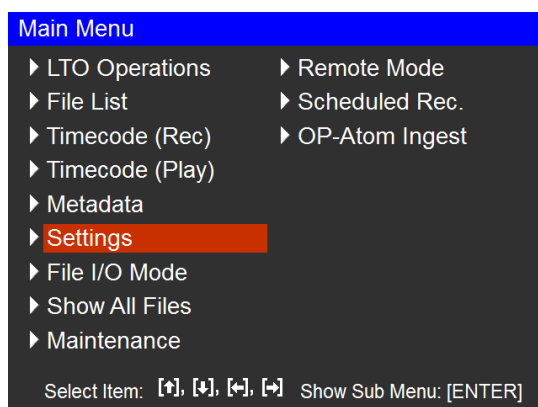 Main Menu
LTO Operations
File List
Timecode (Rec)
Timecode (Play)
Metadata
Settings
File I/O Mode
Show All Files
Maintenance
Remote Mode
Scheduled Rec.
OP-Atom Ingest
Select Item: [↑], [↓], [←], [→] Show Sub Menu: [ENTER]